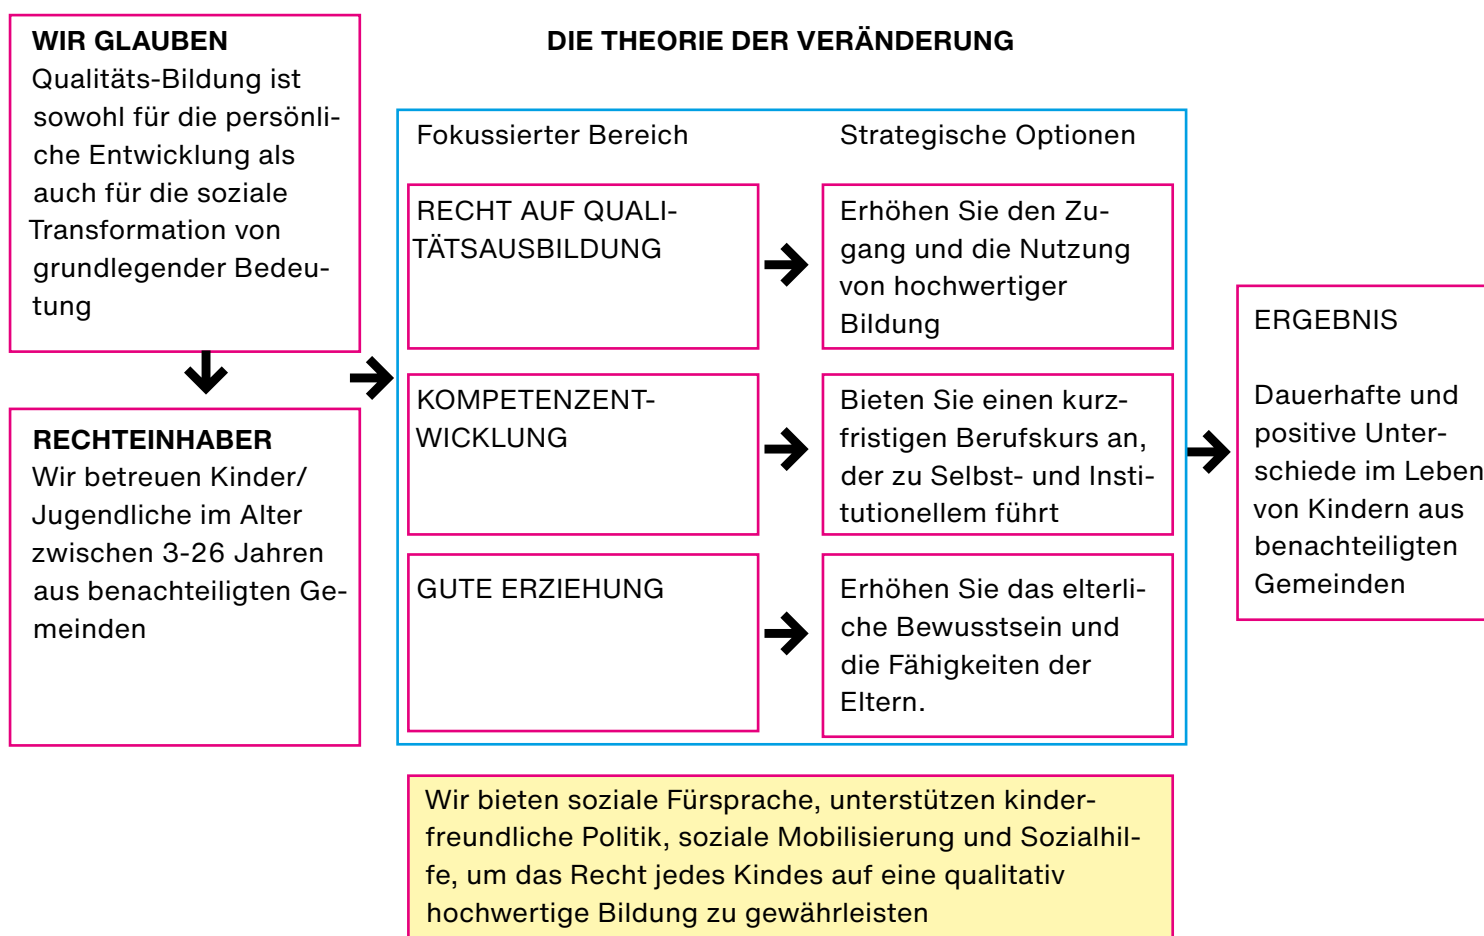 WIR GLAUBEN
Qualitäts-Bildung ist
sowohl für die persönli-
che Entwicklung als
auch für die soziale
Transformation von
grundlegender Bedeu-
tung
RECHTEINHABER
Wir betreuen Kinder/
Jugendliche im Alter
zwischen 3-26 Jahren
aus benachteiligten Ge-
meinden
DIE THEORIE DER VERÄNDERUNG
Fokussierter Bereich
Strategische Optionen
RECHT AUF QUALI-
TÄTSAUSBILDUNG
Erhöhen Sie den Zu-
gang und die Nutzung
von hochwertiger
Bildung
KOMPETENZENT-
WICKLUNG
Bieten Sie einen kurz-
fristigen Berufskurs an,
der zu Selbst- und Insti-
tutionellem führt
GUTE ERZIEHUNG
Erhöhen Sie das elterli-
che Bewusstsein und
die Fähigkeiten der
Eltern.
ERGEBNIS
Dauerhafte und
positive Unter-
schiede im Leben
von Kindern aus
benachteiligten
Gemeinden
Wir bieten soziale Fürsprache, unterstützen kinder-
freundliche Politik, soziale Mobilisierung und Sozialhil-
fe, um das Recht jedes Kindes auf eine qualitativ
hochwertige Bildung zu gewährleisten